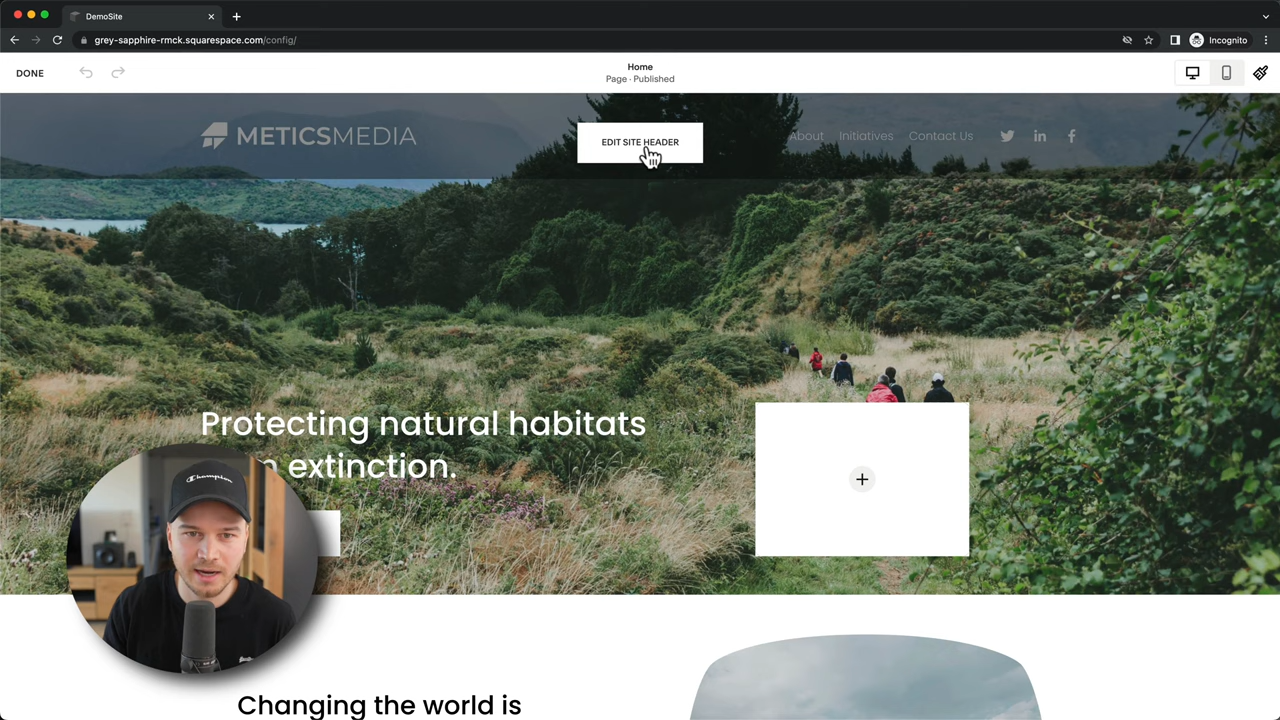 DemoSite
grey-sapphire-rmck.squarespace.com/config/
Incognito
DONE
Home
Page · Published
METICSMEDIA
EDIT SITE HEADER
About
Initiatives
Contact Us
Protecting natural habitats
extinction.
Champion
Changing the world is